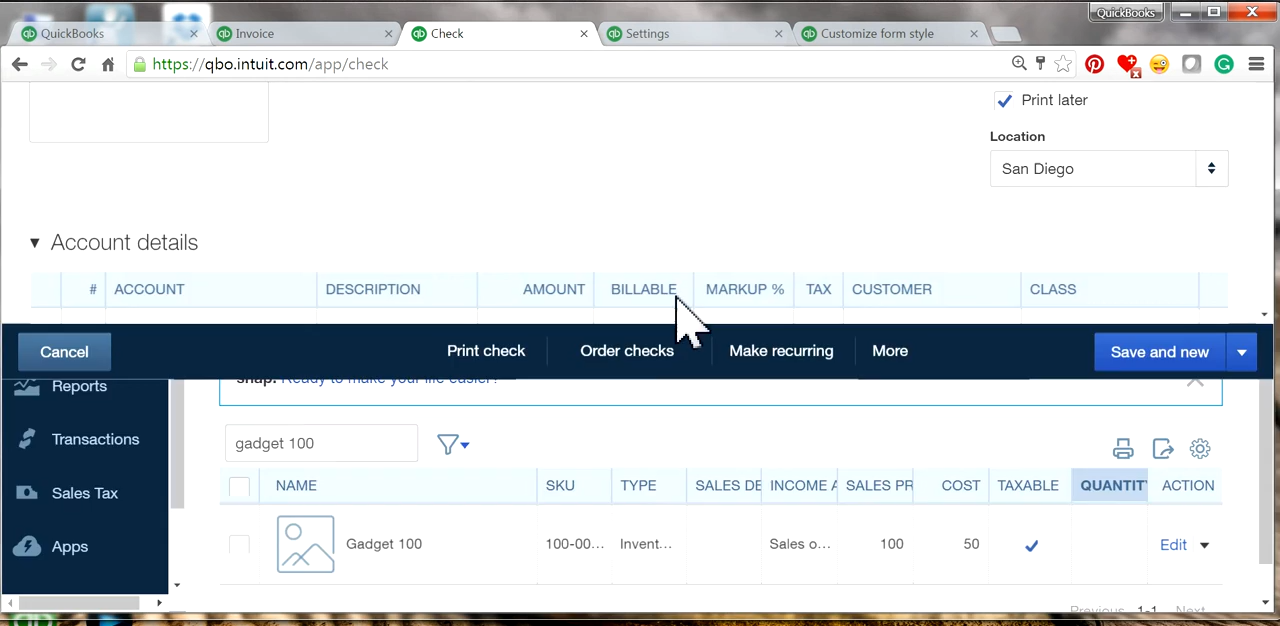 QuickBooks
QuickBooks Invoice Check Settings Customize form style
https://qbo.intuit.com/app/check
Print later
Location
San Diego
Account details
# ACCOUNT DESCRIPTION AMOUNT BILLABLE MARKUP % TAX CUSTOMER CLASS
Cancel Print check Order checks Make recurring More Save and new
snap. Ready to make your life easier?
Reports
Transactions
Sales Tax
Apps
gadget 100
NAME SKU TYPE SALES DE INCOME A SALES PR COST TAXABLE QUANTIT ACTION
Gadget 100 100-00... Invent... Sales o... 100 50 Edit
Previous 1-1 Next